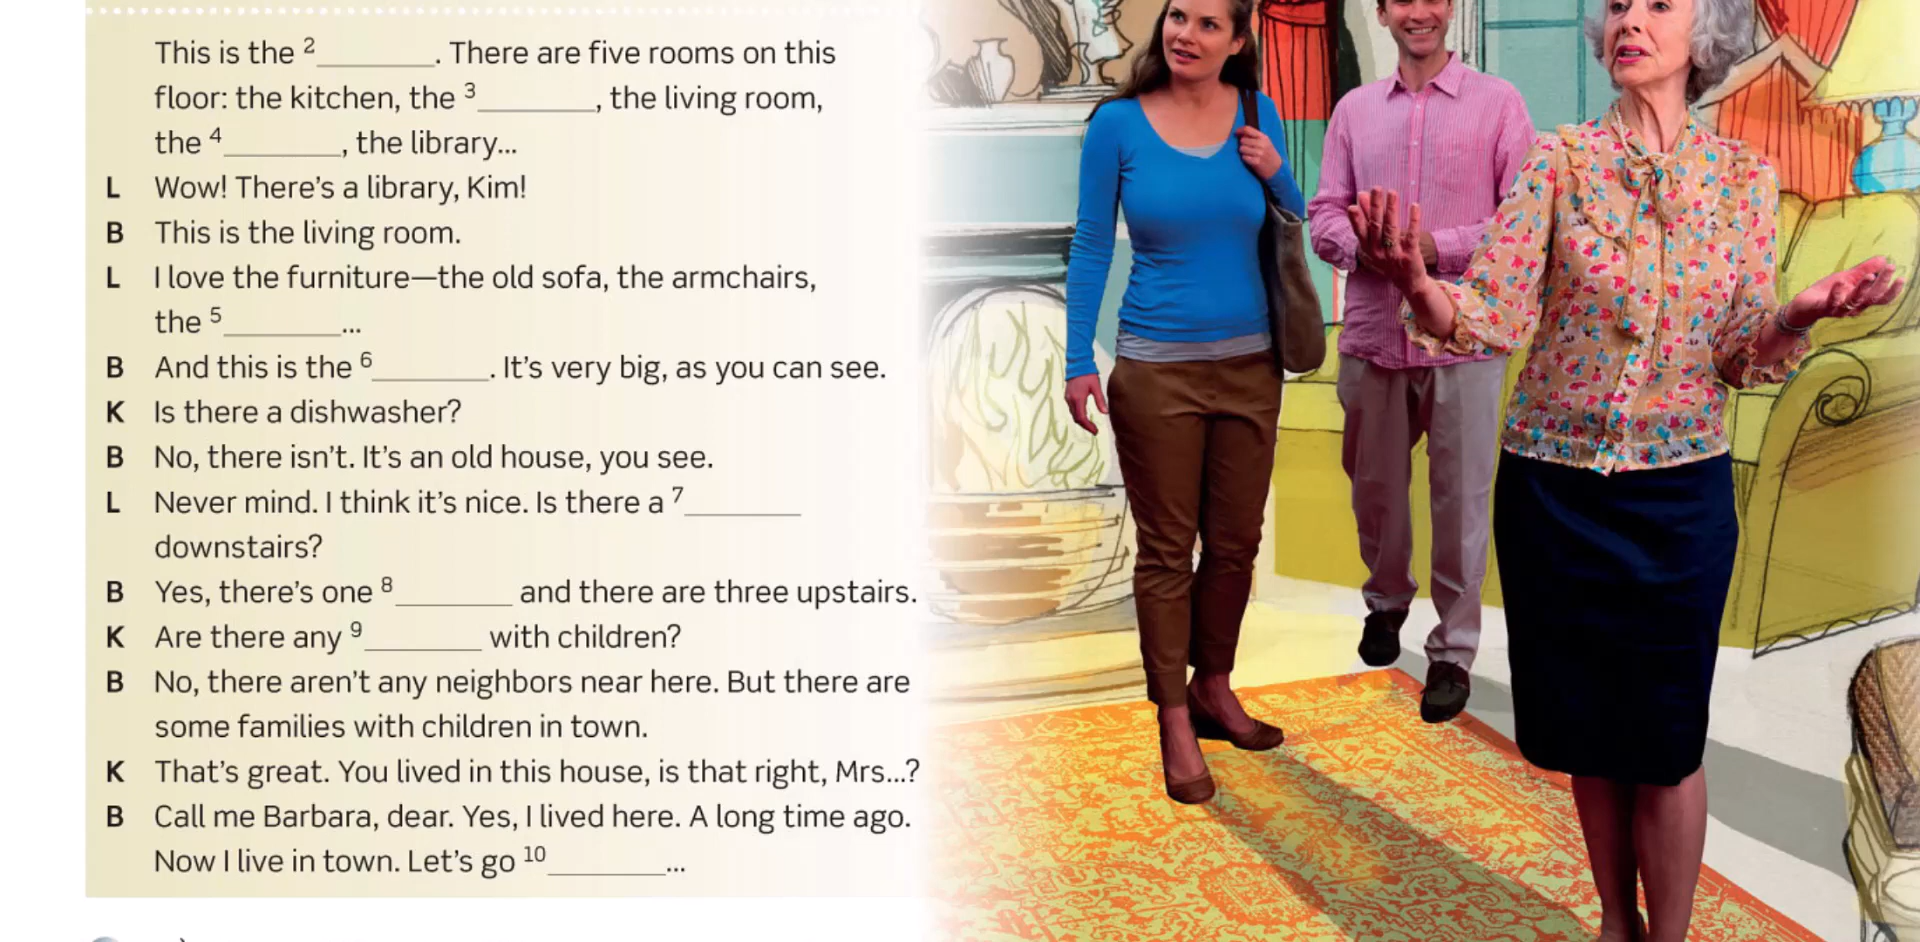 This is the 2________. There are five rooms on this
floor: the kitchen, the 3________, the living room,
the 4________, the library...
L Wow! There's a library, Kim!
B This is the living room.
L I love the furniture—the old sofa, the armchairs,
the 5________...
B And this is the 6________. It's very big, as you can see.
K Is there a dishwasher?
B No, there isn't. It's an old house, you see.
L Never mind. I think it's nice. Is there a 7________
downstairs?
B Yes, there's one 8________ and there are three upstairs.
K Are there any 9________ with children?
B No, there aren't any neighbors near here. But there are
some families with children in town.
K That's great. You lived in this house, is that right, Mrs...?
B Call me Barbara, dear. Yes, I lived here. A long time ago.
Now I live in town. Let's go 10________...